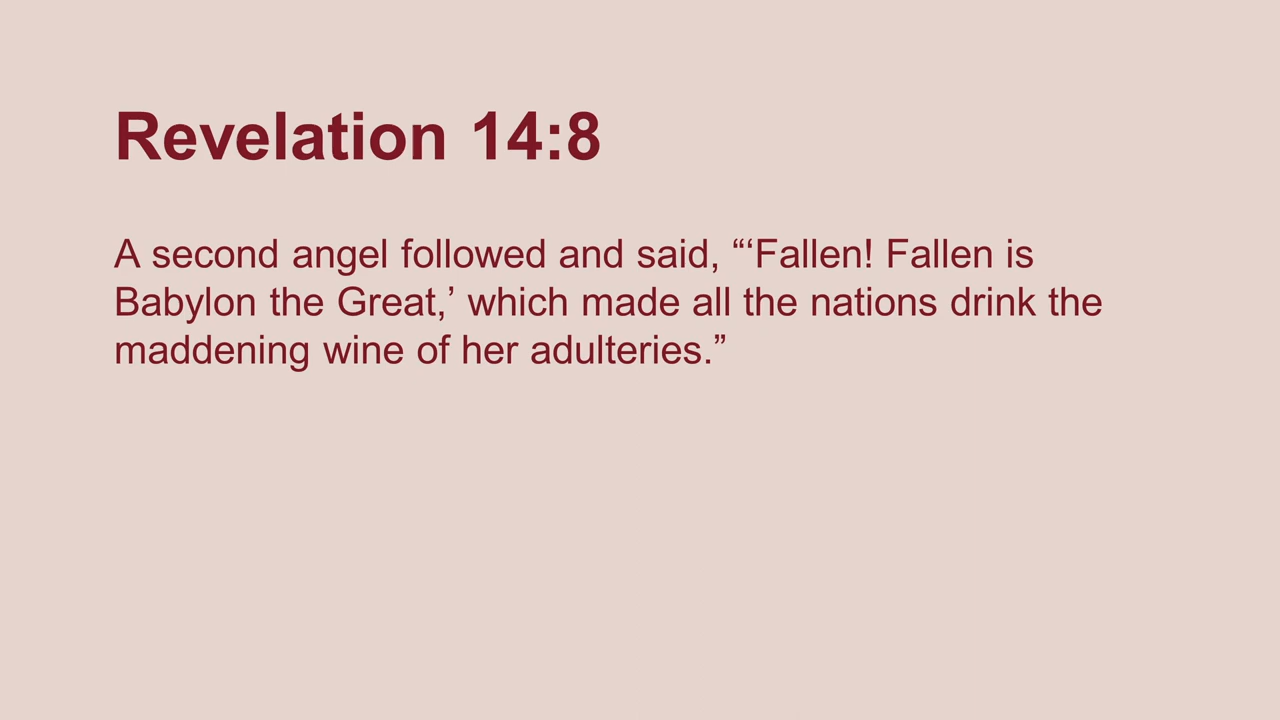 Revelation 14:8
A second angel followed and said, “‘Fallen! Fallen is
Babylon the Great,’ which made all the nations drink the
maddening wine of her adulteries.”